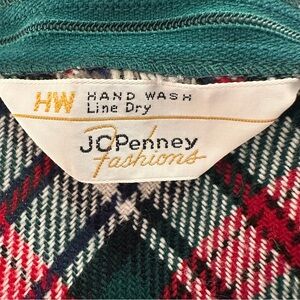 HW HAND WASH
Line Dry
JCPenney
fashions